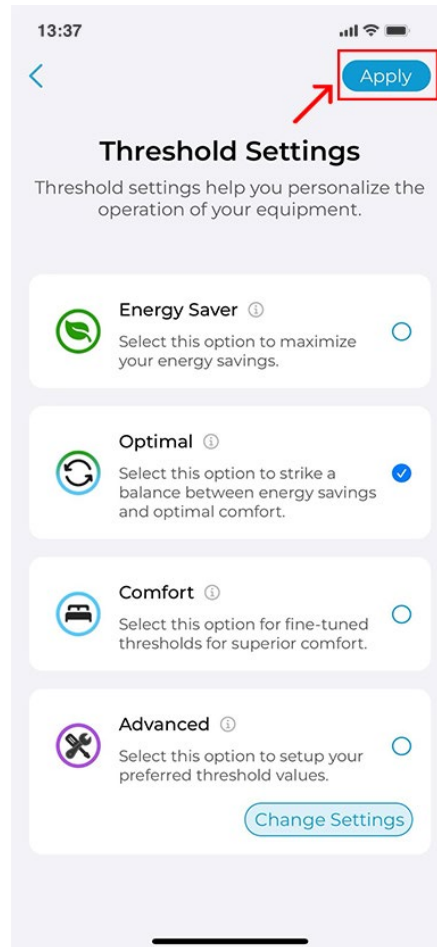 13:37
Apply
Threshold Settings
Threshold settings help you personalize the
operation of your equipment.
Energy Saver
Select this option to maximize
your energy savings.
Optimal
Select this option to strike a
balance between energy savings
and optimal comfort.
Comfort
Select this option for fine-tuned
thresholds for superior comfort.
Advanced
Select this option to setup your
preferred threshold values.
Change Settings